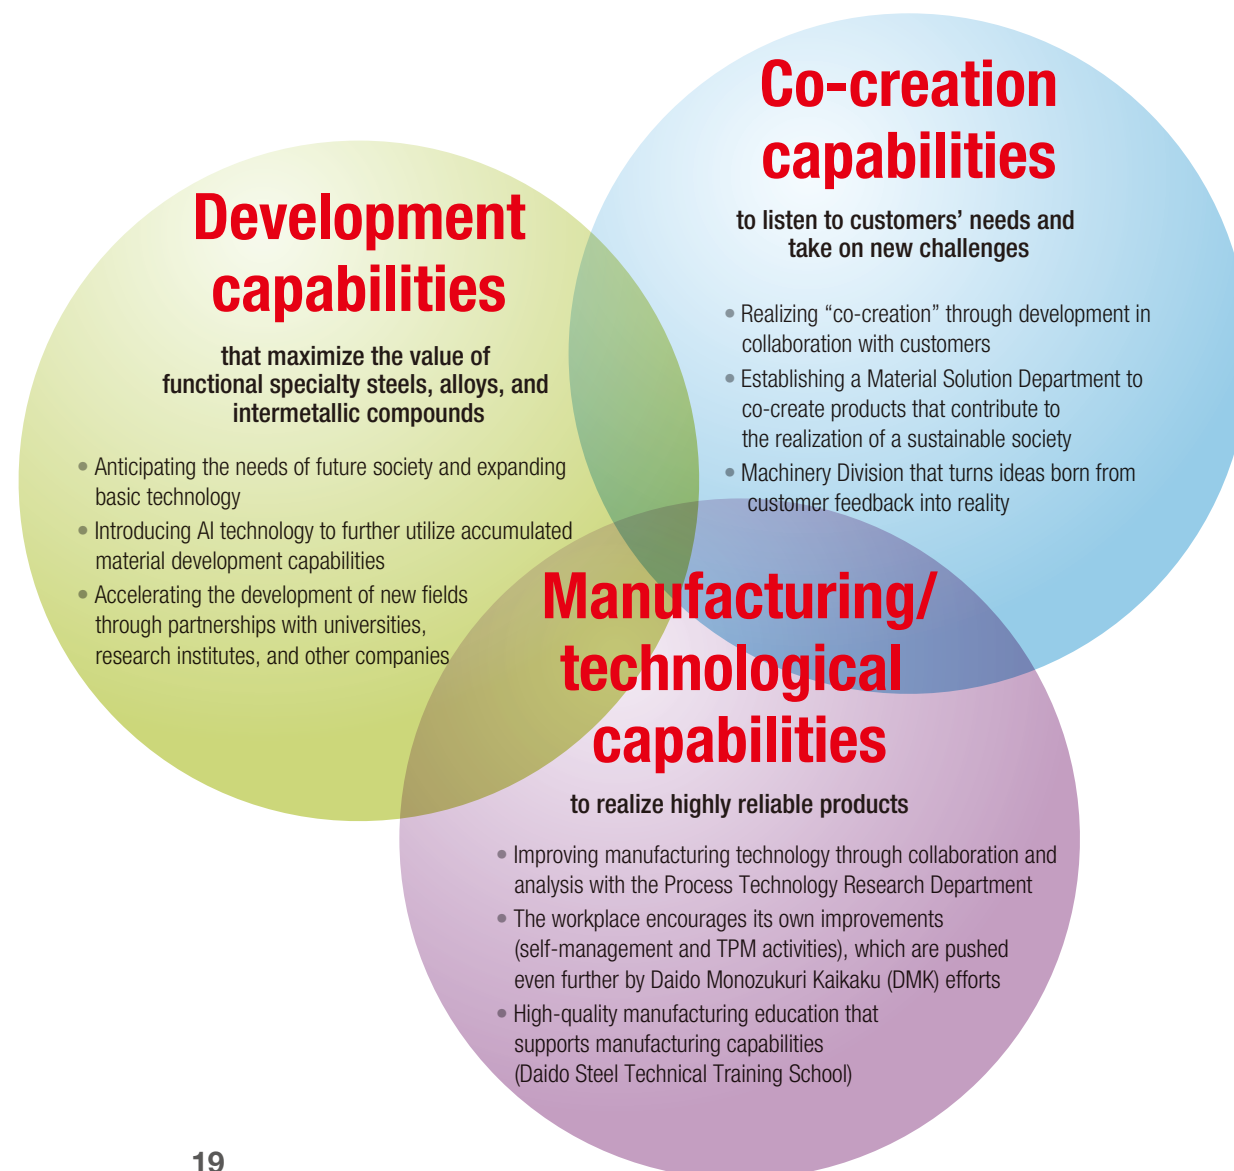 Co-creation
capabilities
to listen to customers’ needs and
take on new challenges
• Realizing “co-creation” through development in
collaboration with customers
• Establishing a Material Solution Department to
co-create products that contribute to
the realization of a sustainable society
• Machinery Division that turns ideas born from
customer feedback into reality
Development
capabilities
that maximize the value of
functional specialty steels, alloys, and
intermetallic compounds
• Anticipating the needs of future society and expanding
basic technology
• Introducing AI technology to further utilize accumulated
material development capabilities
• Accelerating the development of new fields
through partnerships with universities,
research institutes, and other companies
Manufacturing/
technological
capabilities
to realize highly reliable products
• Improving manufacturing technology through collaboration and
analysis with the Process Technology Research Department
• The workplace encourages its own improvements
(self-management and TPM activities), which are pushed
even further by Daido Monozukuri Kaikaku (DMK) efforts
• High-quality manufacturing education that
supports manufacturing capabilities
(Daido Steel Technical Training School)
19